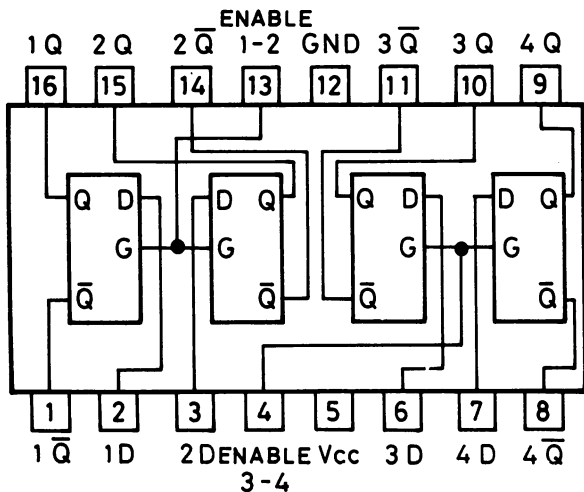 ENABLE
1Q 2Q 2Q̅ 1-2 GND 3Q̅ 3Q 4Q
16 15 14 13 12 11 10 9
Q D D Q Q D D Q
G G G G
Q̅ Q̅ Q̅ Q̅
1 2 3 4 5 6 7 8
1Q̅ 1D 2D ENABLE Vcc 3D 4D 4Q̅
3-4